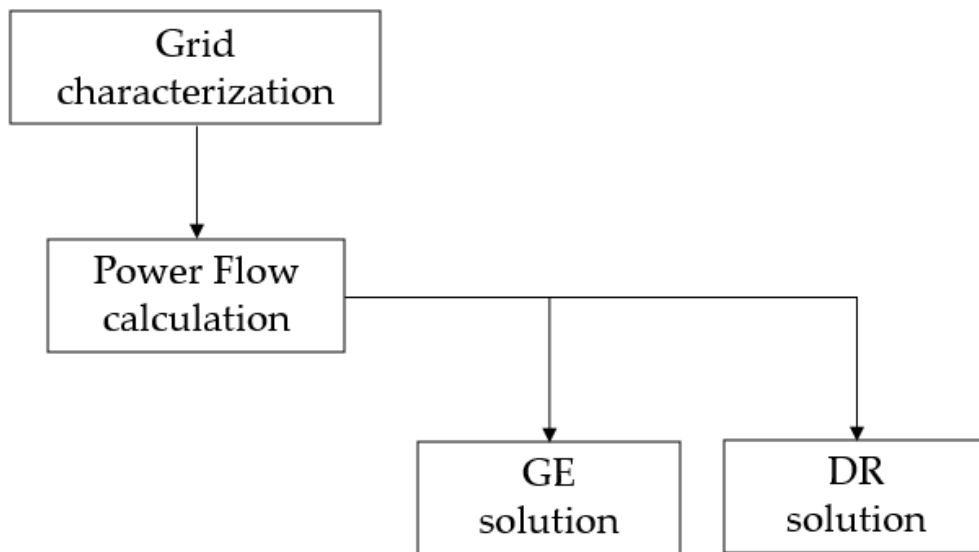 Grid
characterization
Power Flow
calculation
GE
solution
DR
solution